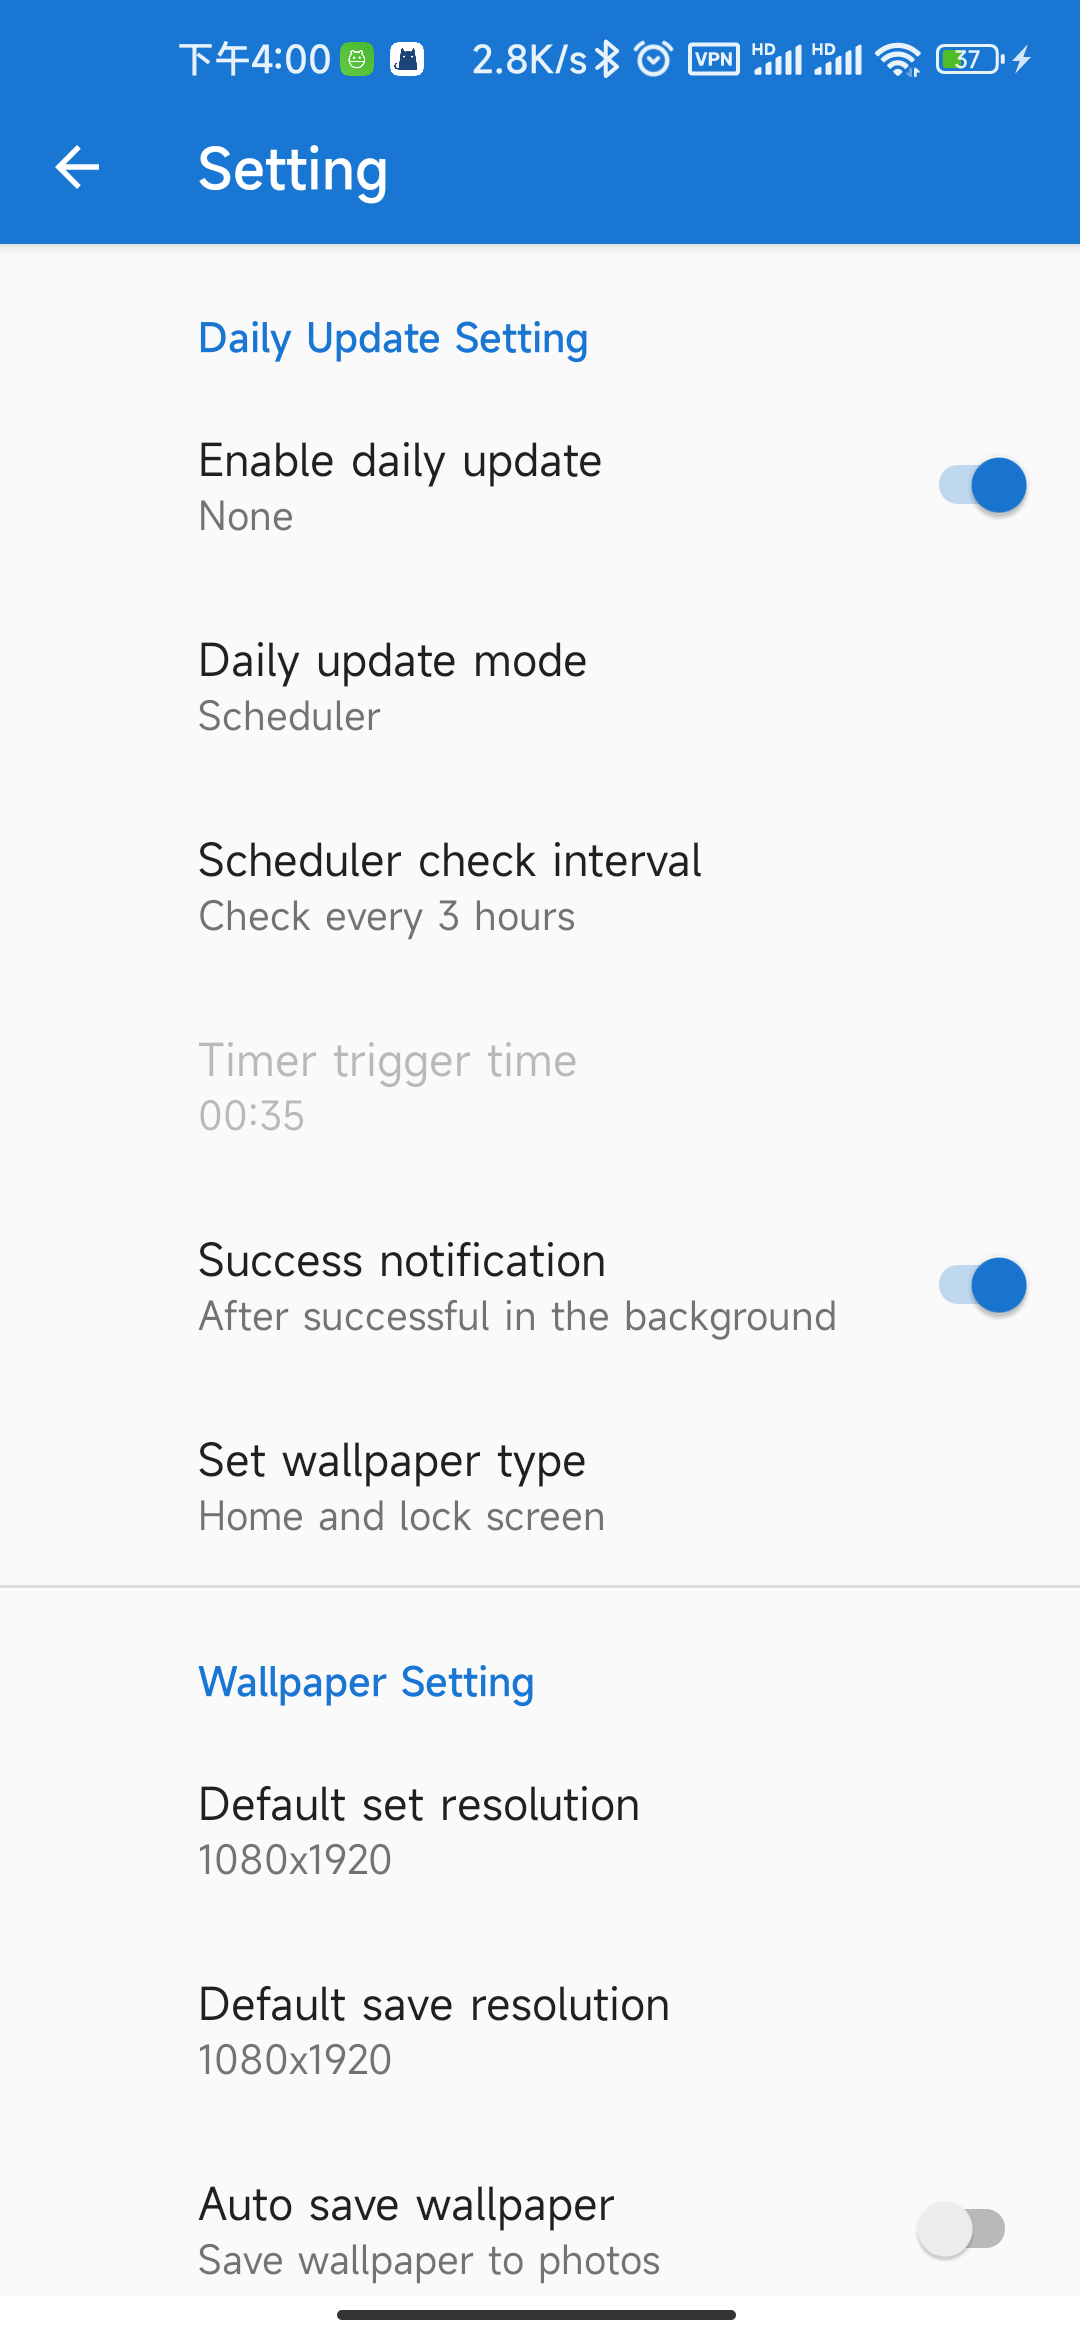 下午4:00 2.8K/s VPN HD HD 37
Setting
Daily Update Setting
Enable daily update
None
Daily update mode
Scheduler
Scheduler check interval
Check every 3 hours
Timer trigger time
00:35
Success notification
After successful in the background
Set wallpaper type
Home and lock screen
Wallpaper Setting
Default set resolution
1080x1920
Default save resolution
1080x1920
Auto save wallpaper
Save wallpaper to photos